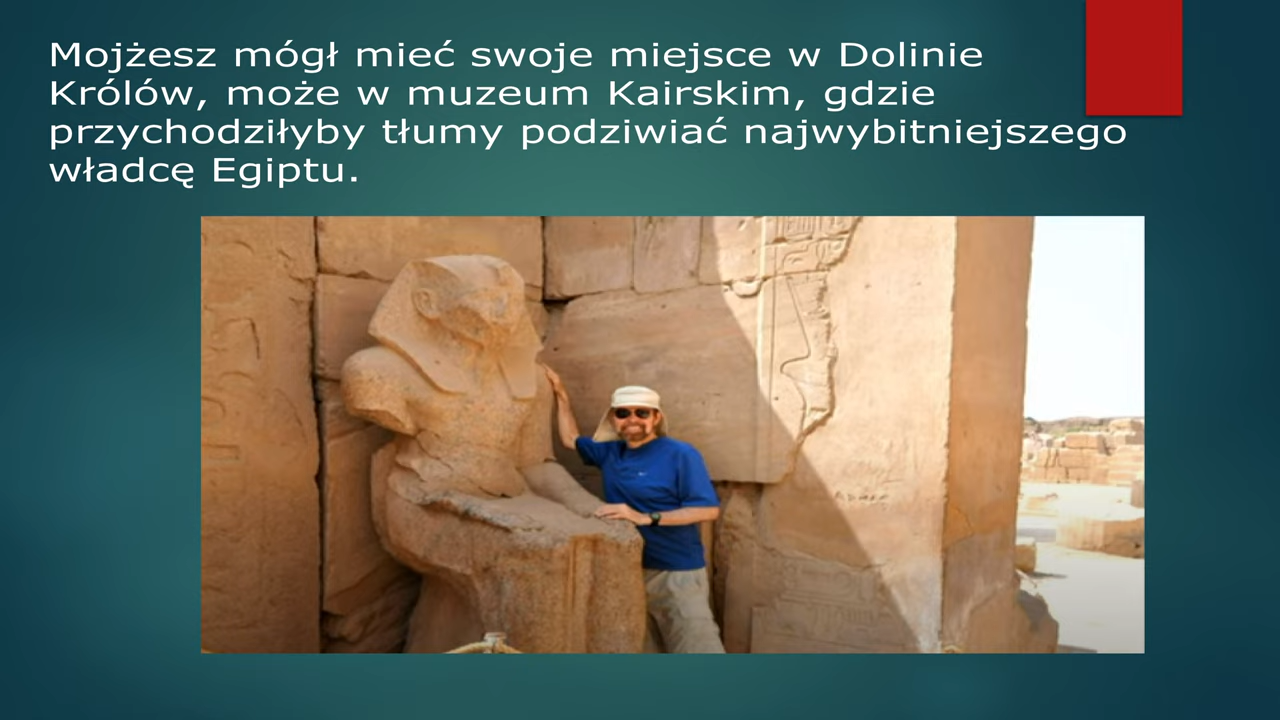 Mojżesz mógł mieć swoje miejsce w Dolinie
Królów, może w muzeum Kairskim, gdzie
przychodziłyby tłumy podziwiać najwybitniejszego
władcę Egiptu.